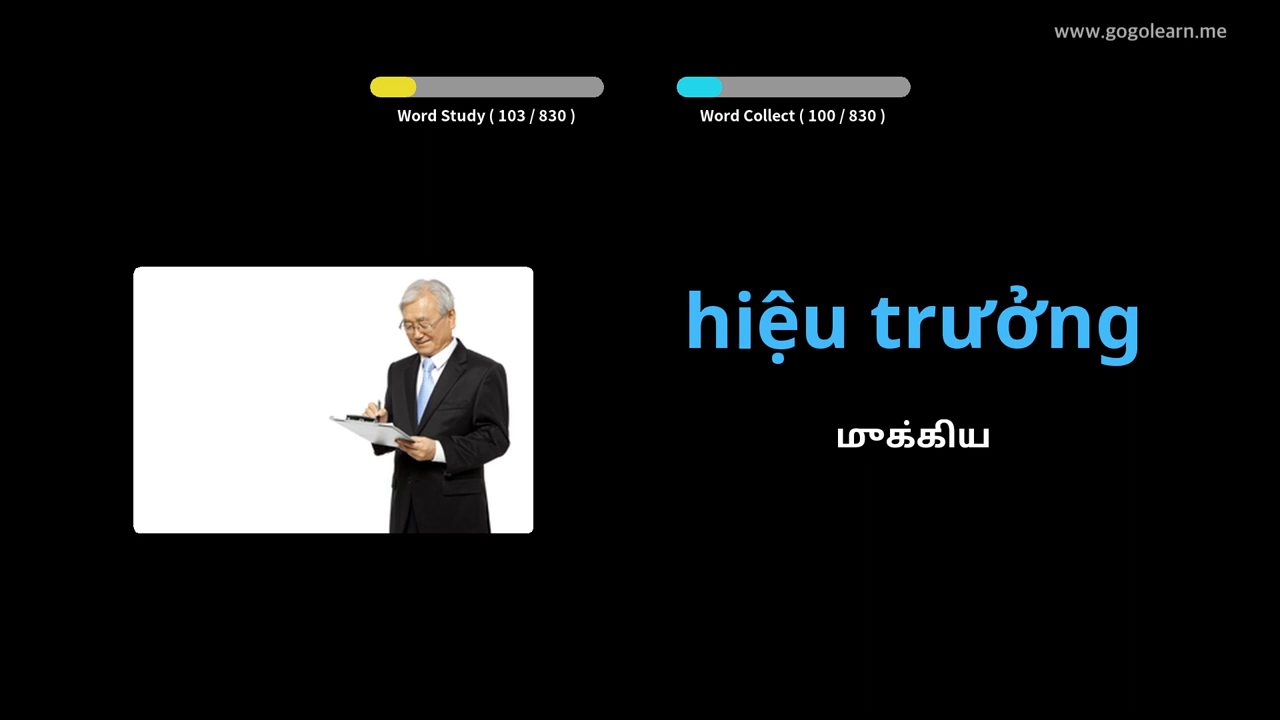 www.gogolearn.me
Word Study ( 103 / 830 )
Word Collect ( 100 / 830 )
hiệu trưởng
முக்கிய